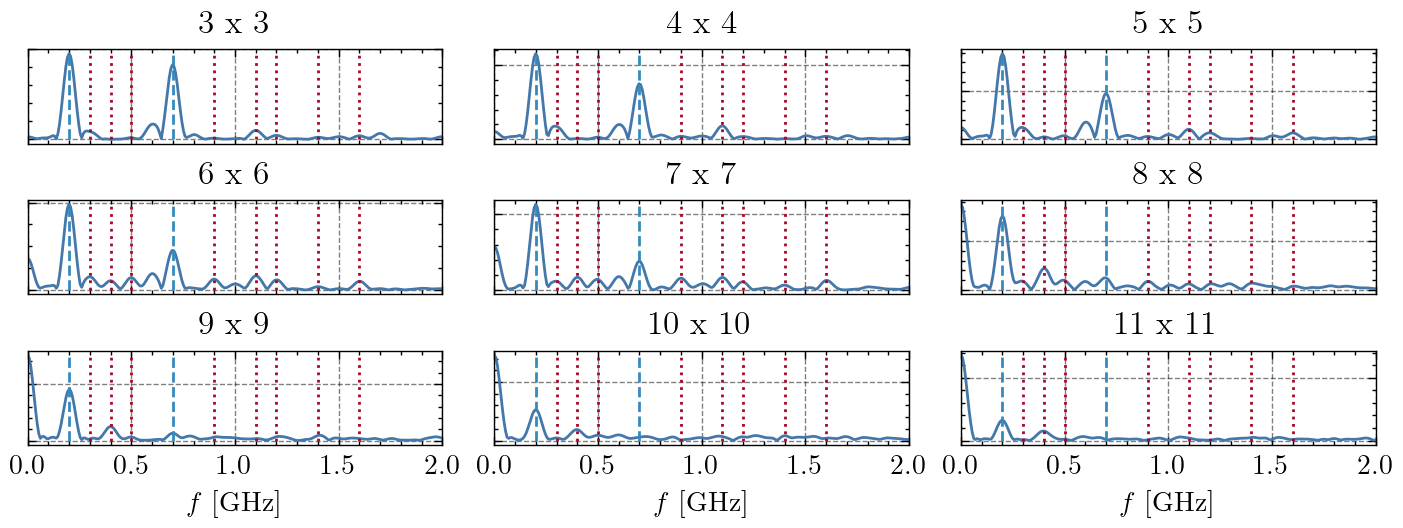 3 x 3
4 x 4
5 x 5
6 x 6
7 x 7
8 x 8
9 x 9
10 x 10
11 x 11
0.0 0.5 1.0 1.5 2.0
0.0 0.5 1.0 1.5 2.0
0.0 0.5 1.0 1.5 2.0
f [GHz]
f [GHz]
f [GHz]